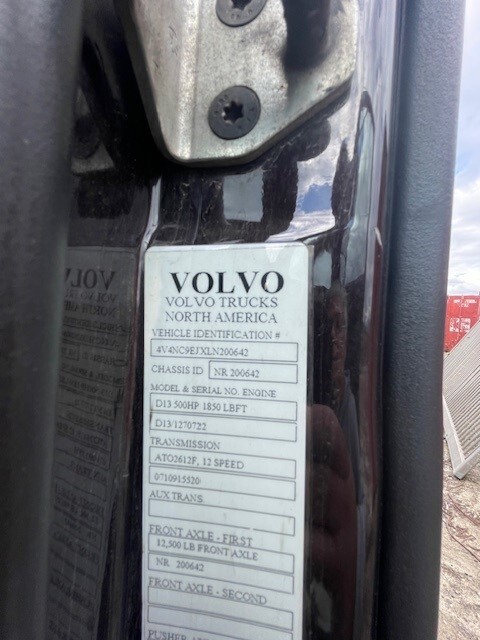 VOLVO
VOLVO TRUCKS
NORTH AMERICA
VEHICLE IDENTIFICATION #
4V4NC9EJXLN200642
CHASSIS ID NR 200642
MODEL & SERIAL NO. ENGINE
D13 500HP 1850 LBFT
D13/1270722
TRANSMISSION
ATO2612F, 12 SPEED
0710915520
AUX TRANS.
FRONT AXLE - FIRST
12,500 LB FRONT AXLE
NR 200642
FRONT AXLE - SECOND
PUSHER